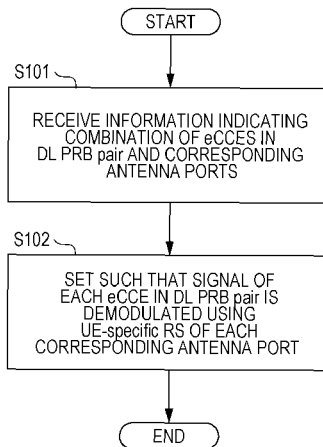 START
S101
RECEIVE INFORMATION INDICATING
COMBINATION OF eCCES IN
DL PRB pair AND CORRESPONDING
ANTENNA PORTS
S102
SET SUCH THAT SIGNAL OF
EACH eCCE IN DL PRB pair IS
DEMODULATED USING
UE-specific RS OF EACH
CORRESPONDING ANTENNA PORT
END